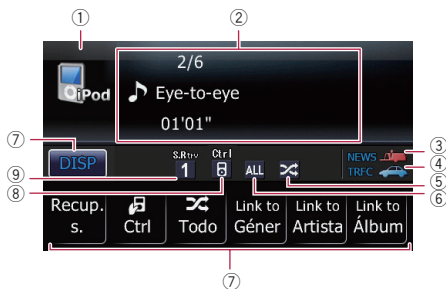 ①
②
2/6
iPod
Eye-to-eye
01'01"
⑦
③
DISP
S.Rtrv
Ctrl
1
ALL
NEWS
TRFC
④
⑨
⑧
⑤
⑥
Recup.
s.
Ctrl
Todo
Link to
Géner
Link to
Artista
Link to
Álbum
⑦